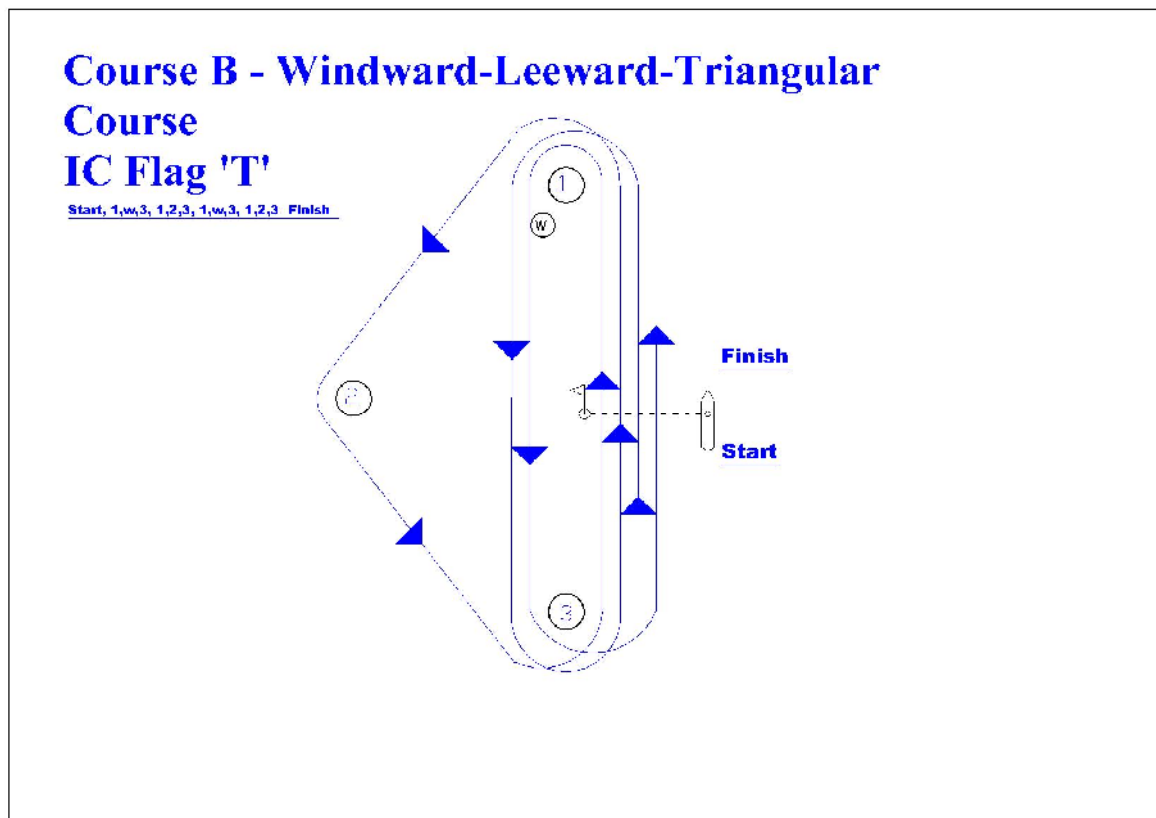 Course B - Windward-Leeward-Triangular
Course
IC Flag 'T'
Start, 1,w,3, 1,2,3, 1,w,3, 1,2,3 Finish
1
W
Finish
2
A
Start
3